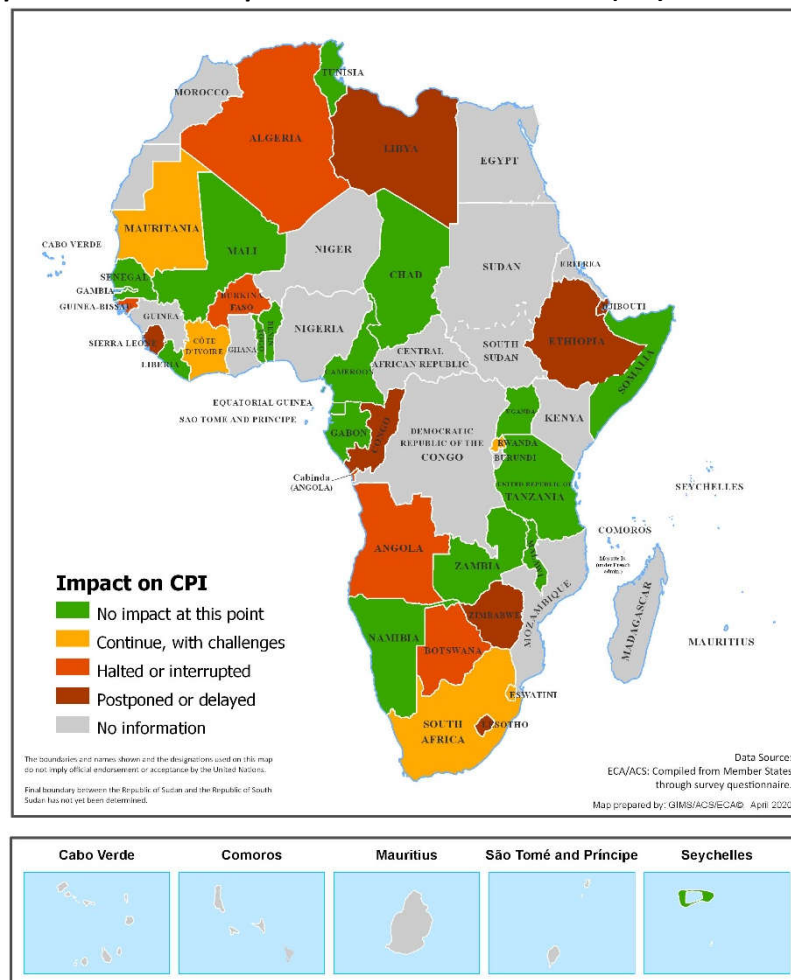 MOROCCO
TUNISIA
ALGERIA
LIBYA
EGYPT
MAURITANIA
MALI
NIGER
CHAD
SUDAN
ERITREA
CABO VERDE
SENEGAL
GAMBIA
GUINEA-BISSAU
GUINEA
BURKINA
FASO
DJIBOUTI
SIERRA LEONE
LIBERIA
CÔTE
D'IVOIRE
GHANA
TOGO
BENIN
NIGERIA
CENTRAL
AFRICAN REPUBLIC
SOUTH
SUDAN
ETHIOPIA
SOMALIA
CAMEROON
EQUATORIAL GUINEA
SAO TOME AND PRINCIPE
GABON
CONGO
DEMOCRATIC
REPUBLIC OF THE
CONGO
UGANDA
KENYA
RWANDA
BURUNDI
Cabinda
(ANGOLA)
UNITED REPUBLIC OF
TANZANIA
SEYCHELLES
COMOROS
ANGOLA
ZAMBIA
MALAWI
MOZAMBIQUE
MADAGASCAR
MAURITIUS
ZIMBABWE
NAMIBIA
BOTSWANA
ESWATINI
LESOTHO
SOUTH
AFRICA
Impact on CPI
No impact at this point
Continue, with challenges
Halted or interrupted
Postponed or delayed
No information
The boundaries and names shown and the designations used on this map
do not imply official endorsement or acceptance by the United Nations.
Final boundary between the Republic of Sudan and the Republic of South
Sudan has not yet been determined.
Data Source:
ECA/ACS: Compiled from Member States
through survey questionnaire.
Map prepared by: GIMS/ACS/ECA© April 2020
Cabo Verde
Comoros
Mauritius
São Tomé and Príncipe
Seychelles